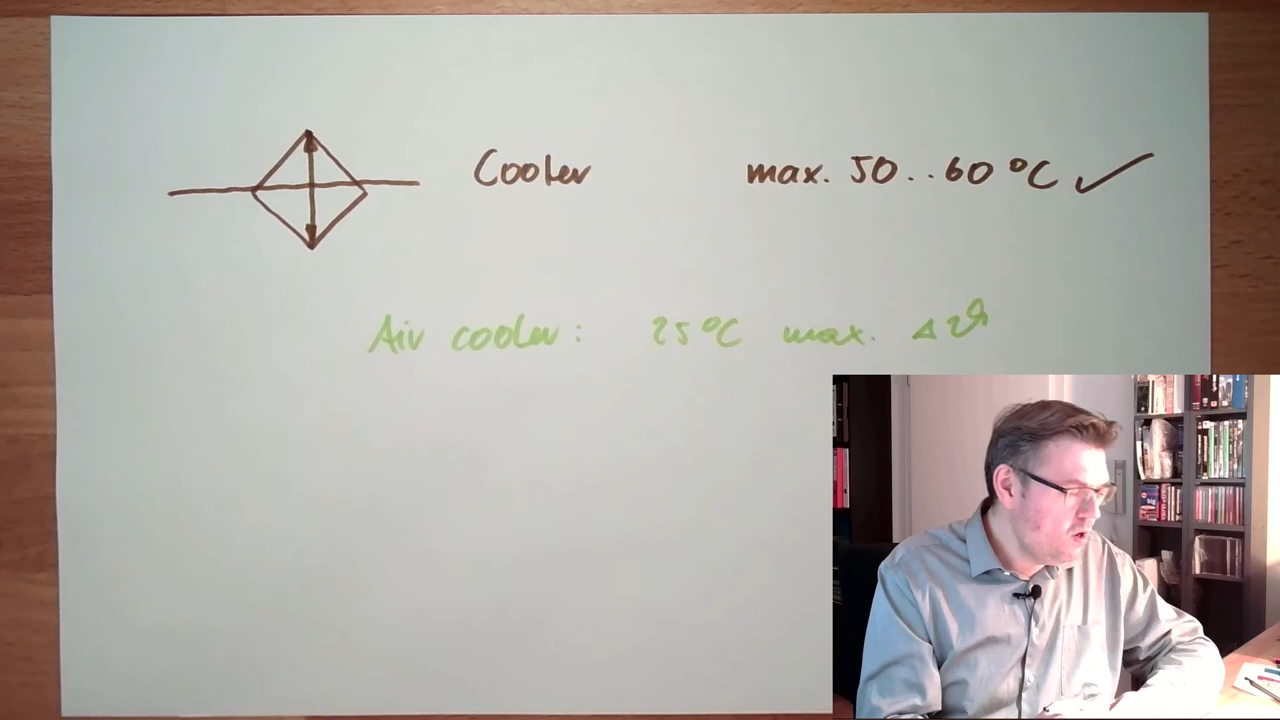 Cooler max. 50..60 °C ✓
Air cooler: 25°C max. Δϑ